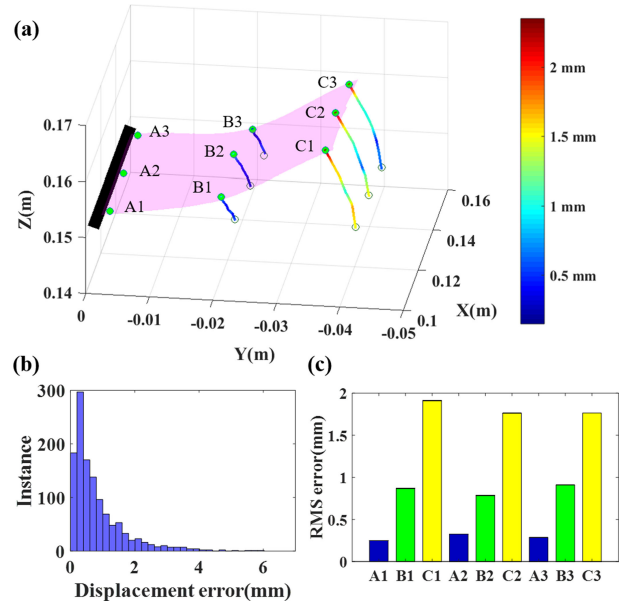 (a)
C3
C2
C1
B3
B2
B1
A3
A2
A1
0.17
0.16
0.15
0.14
Z(m)
0
-0.01
-0.02
-0.03
-0.04
-0.05
Y(m)
0.16
0.14
0.12
0.1
X(m)
2 mm
1.5 mm
1 mm
0.5 mm
(b)
300
200
100
0
Instance
0 2 4 6
Displacement error(mm)
(c)
2
1.5
1
0.5
0
RMS error(mm)
A1 B1 C1 A2 B2 C2 A3 B3 C3